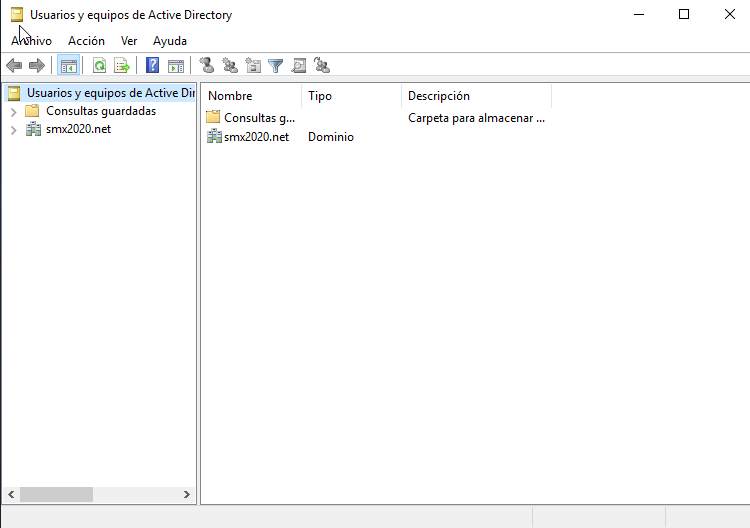 Usuarios y equipos de Active Directory
Archivo Acción Ver Ayuda
Usuarios y equipos de Active Dir
Consultas guardadas
smx2020.net
Nombre Tipo Descripción
Consultas g... Carpeta para almacenar ...
smx2020.net Dominio